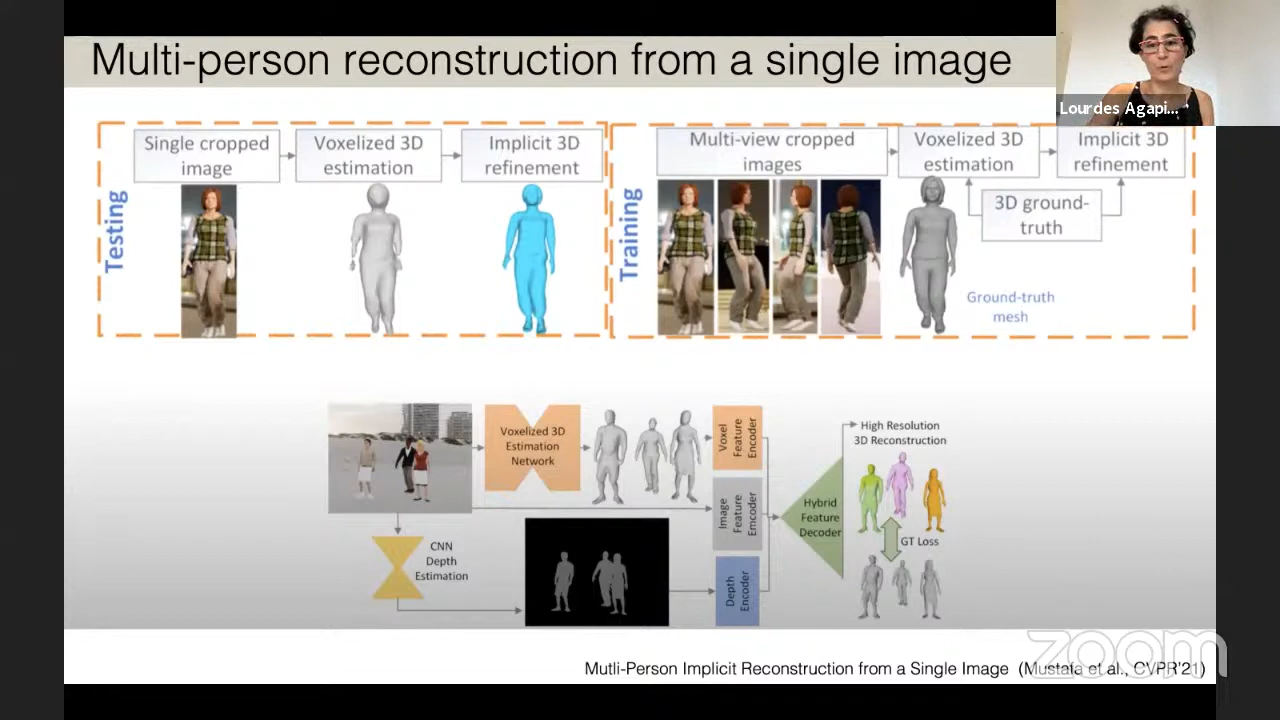 Multi-person reconstruction from a single image
Lourdes Agapi...
Testing
Single cropped
image
Voxelized 3D
estimation
Implicit 3D
refinement
Training
Multi-view cropped
images
Voxelized 3D
estimation
Implicit 3D
refinement
3D ground-
truth
Ground-truth
mesh
Voxelized 3D
Estimation
Network
CNN
Depth
Estimation
Voxel
Feature
Encoder
Image
Feature
Emcoder
Depth
Encoder
Hybrid
Feature
Decoder
High Resolution
3D Reconstruction
GT Loss
zoom
Mutli-Person Implicit Reconstruction from a Single Image (Mustafa et al., CVPR'21)